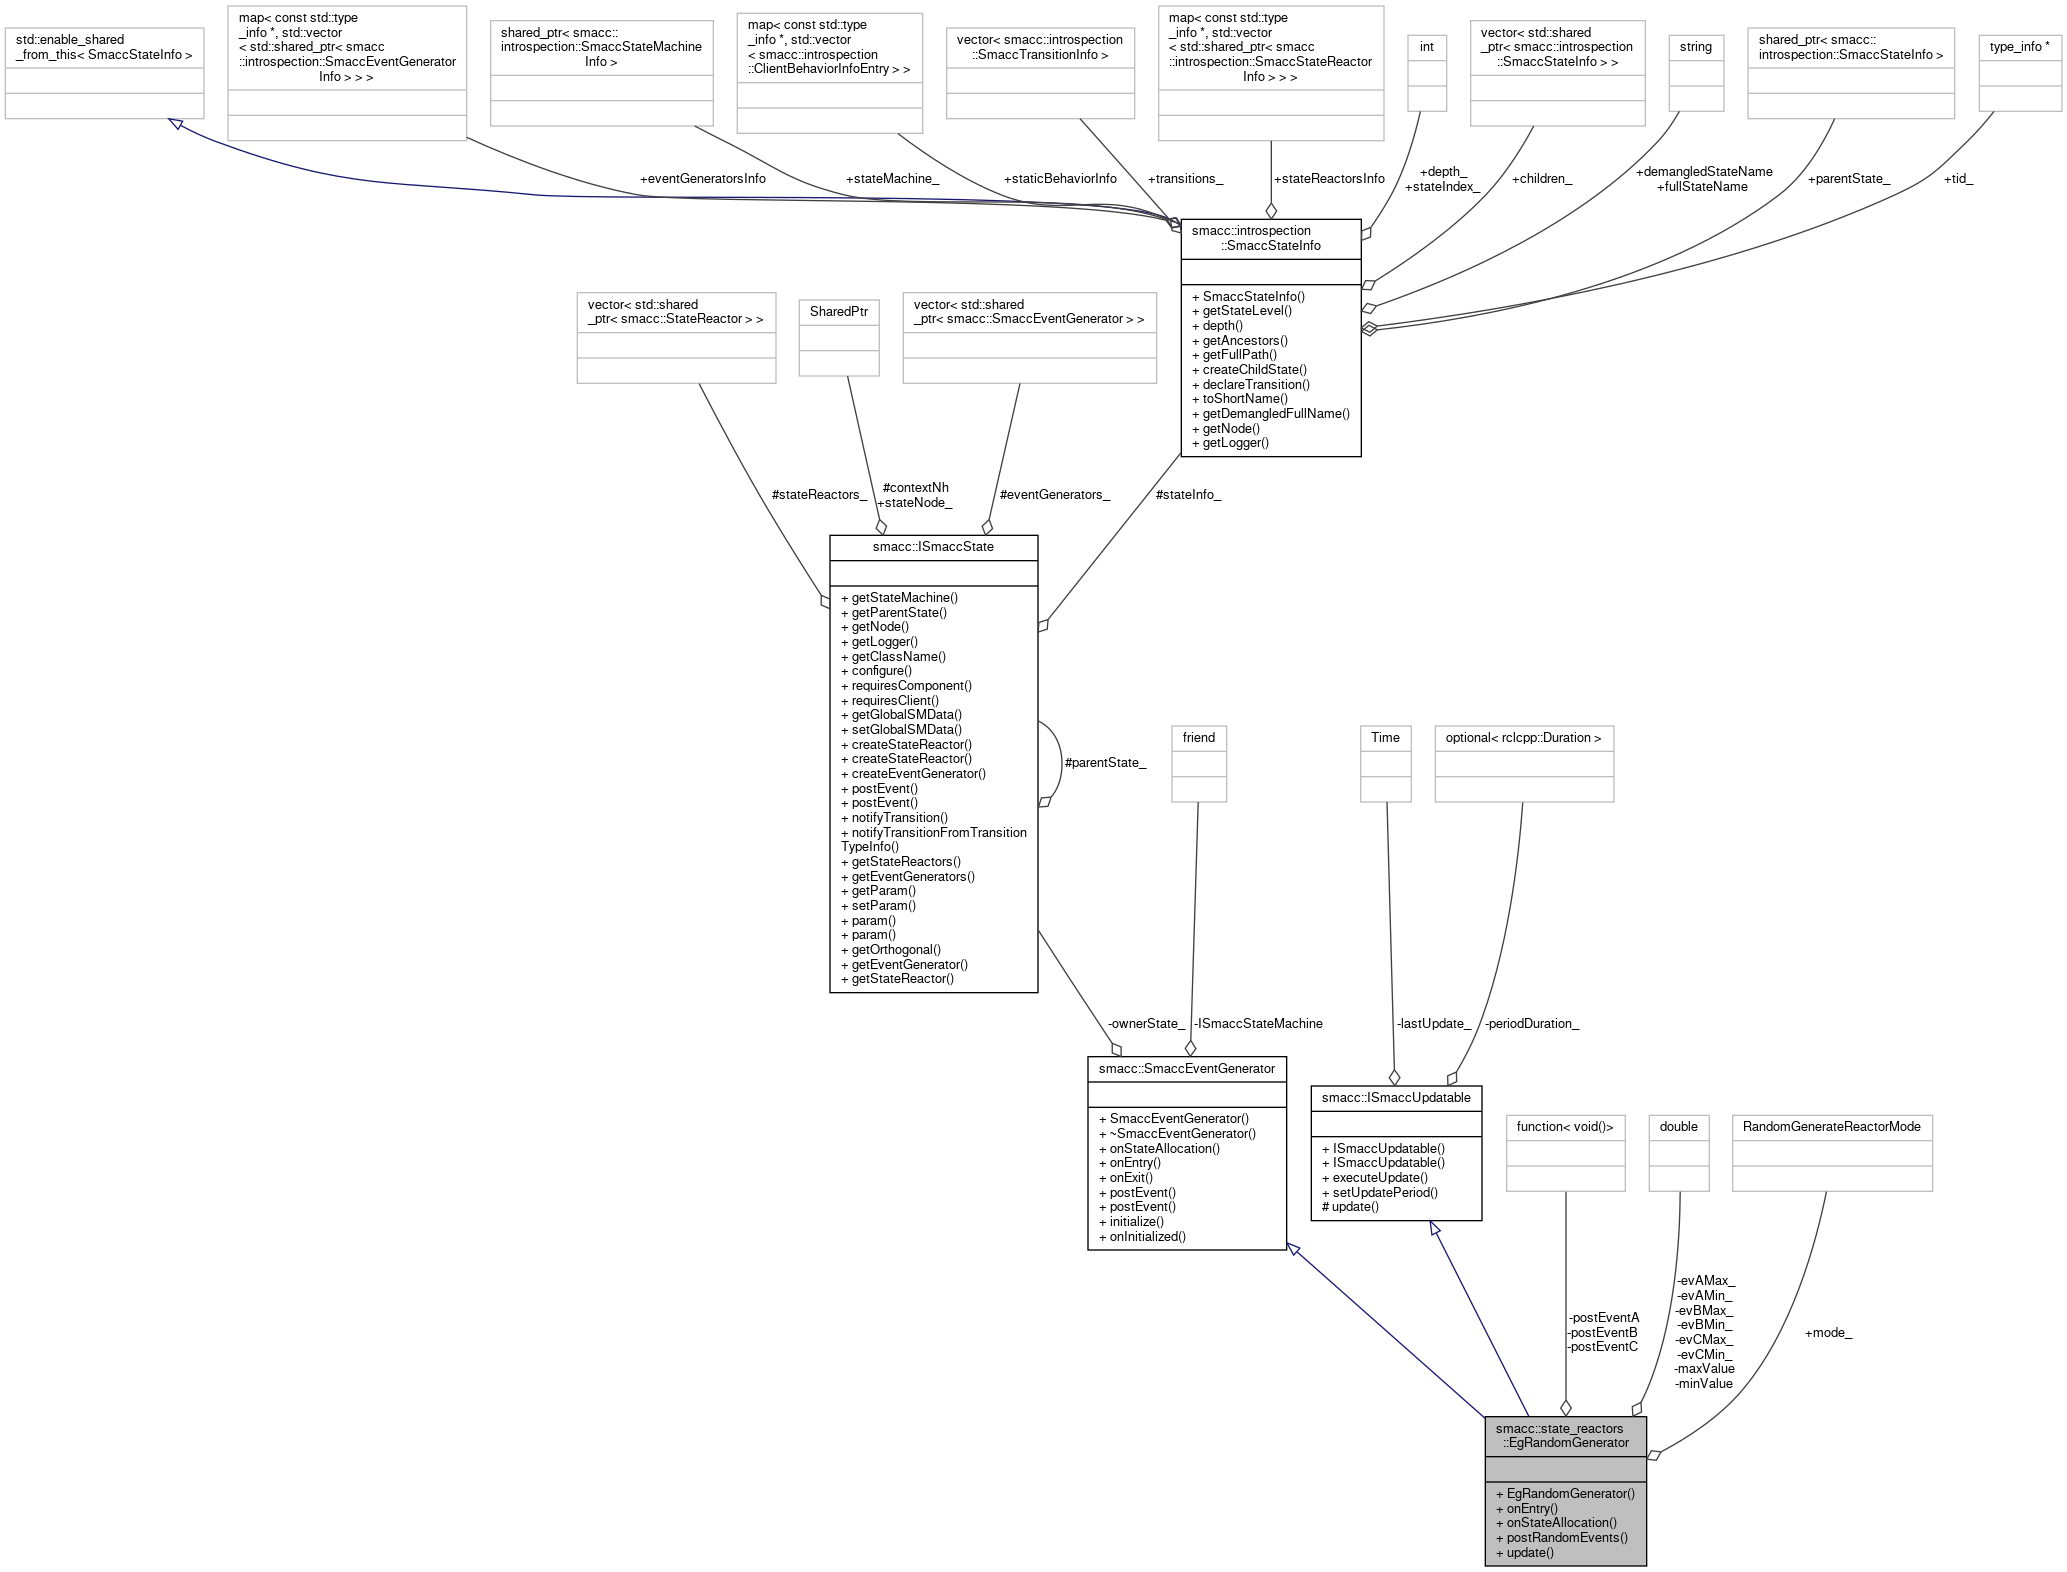 std::enable_shared
_from_this< SmaccStateInfo >
map< const std::type
_info *, std::vector
< std::shared_ptr< smacc
::introspection::SmaccEventGenerator
Info > > >
shared_ptr< smacc::
introspection::SmaccStateMachine
Info >
map< const std::type
_info *, std::vector
< smacc::introspection
::ClientBehaviorInfoEntry > >
vector< smacc::introspection
::SmaccTransitionInfo >
map< const std::type
_info *, std::vector
< std::shared_ptr< smacc
::introspection::SmaccStateReactor
Info > > >
int
vector< std::shared
_ptr< smacc::introspection
::SmaccStateInfo > >
string
shared_ptr< smacc::
introspection::SmaccStateInfo >
type_info *
+eventGeneratorsInfo
+stateMachine_
+staticBehaviorInfo
+transitions_
+stateReactorsInfo
+depth_
+stateIndex_
+children_
+demangledStateName
+fullStateName
+parentState_
+tid_
smacc::introspection
::SmaccStateInfo
+ SmaccStateInfo()
+ getStateLevel()
+ depth()
+ getAncestors()
+ getFullPath()
+ createChildState()
+ declareTransition()
+ toShortName()
+ getDemangledFullName()
+ getNode()
+ getLogger()
vector< std::shared
_ptr< smacc::StateReactor > >
SharedPtr
vector< std::shared
_ptr< smacc::SmaccEventGenerator > >
#stateReactors_
#contextNh
+stateNode_
#eventGenerators_
#stateInfo_
smacc::ISmaccState
+ getStateMachine()
+ getParentState()
+ getNode()
+ getLogger()
+ getClassName()
+ configure()
+ requiresComponent()
+ requiresClient()
+ getGlobalSMData()
+ setGlobalSMData()
+ createStateReactor()
+ createStateReactor()
+ createEventGenerator()
+ postEvent()
+ postEvent()
+ notifyTransition()
+ notifyTransitionFromTransition
TypeInfo()
+ getStateReactors()
+ getEventGenerators()
+ getParam()
+ setParam()
+ param()
+ param()
+ getOrthogonal()
+ getEventGenerator()
+ getStateReactor()
#parentState_
friend
Time
optional< rclcpp::Duration >
-ownerState_
-ISmaccStateMachine
-lastUpdate_
-periodDuration_
smacc::SmaccEventGenerator
+ SmaccEventGenerator()
+ ~SmaccEventGenerator()
+ onStateAllocation()
+ onEntry()
+ onExit()
+ postEvent()
+ postEvent()
+ initialize()
+ onInitialized()
smacc::ISmaccUpdatable
+ ISmaccUpdatable()
+ ISmaccUpdatable()
+ executeUpdate()
+ setUpdatePeriod()
# update()
function< void()>
double
RandomGenerateReactorMode
-postEventA
-postEventB
-postEventC
-evAMax_
-evAMin_
-evBMax_
-evBMin_
-evCMax_
-evCMin_
-maxValue
-minValue
+mode_
smacc::state_reactors
::EgRandomGenerator
+ EgRandomGenerator()
+ onEntry()
+ onStateAllocation()
+ postRandomEvents()
+ update()